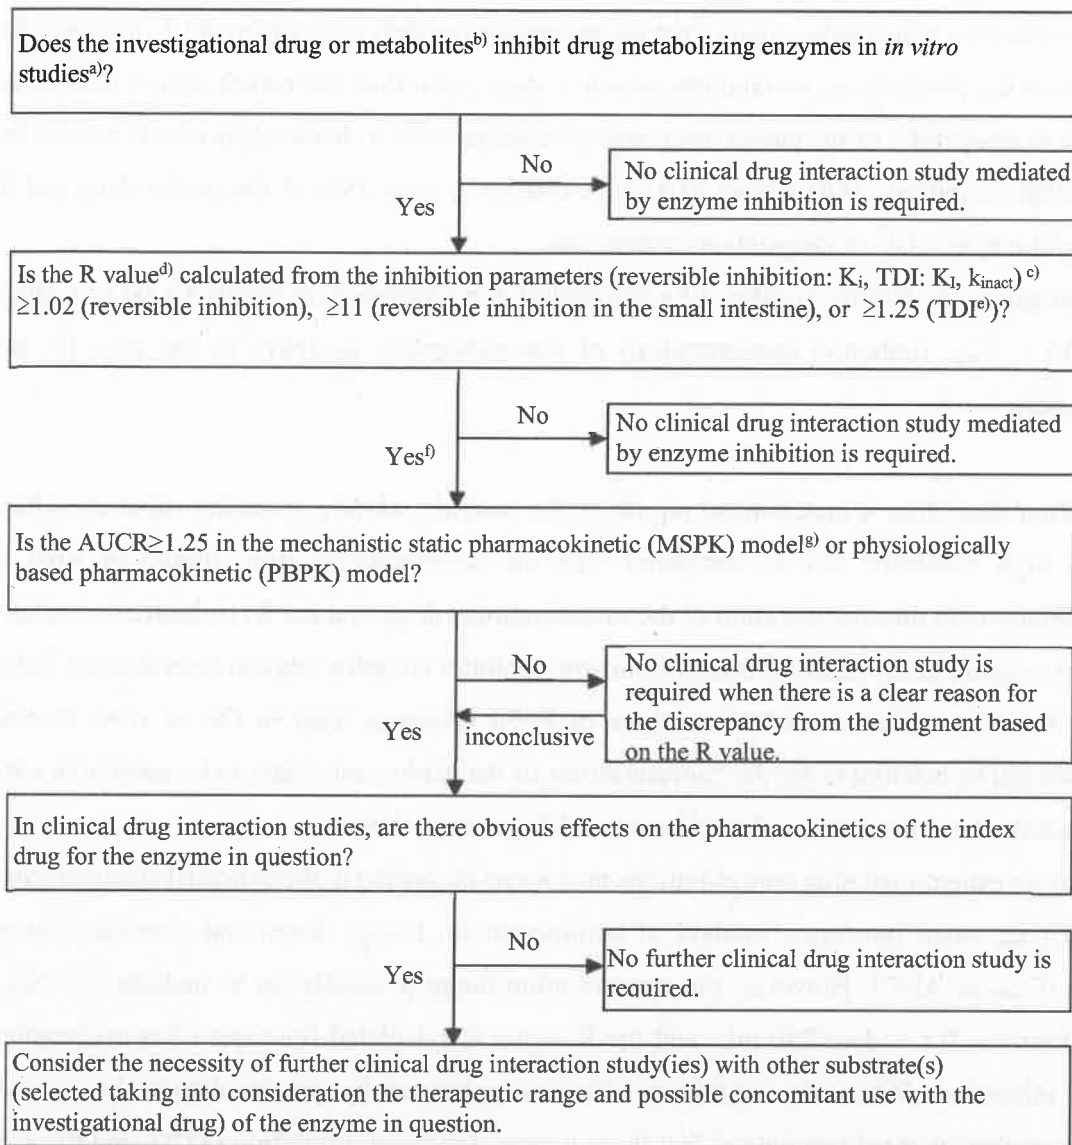 Does the investigational drug or metabolites b) inhibit drug metabolizing enzymes in in vitro
studies a)?
No
No clinical drug interaction study mediated
by enzyme inhibition is required.
Yes
Is the R value d) calculated from the inhibition parameters (reversible inhibition: Ki, TDI: KI, kinact) c)
≥1.02 (reversible inhibition), ≥11 (reversible inhibition in the small intestine), or ≥1.25 (TDI e))?
No
No clinical drug interaction study mediated
by enzyme inhibition is required.
Yes f)
Is the AUCR≥1.25 in the mechanistic static pharmacokinetic (MSPK) model g) or physiologically
based pharmacokinetic (PBPK) model?
No
No clinical drug interaction study is
required when there is a clear reason for
the discrepancy from the judgment based
on the R value.
Yes
inconclusive
In clinical drug interaction studies, are there obvious effects on the pharmacokinetics of the index
drug for the enzyme in question?
No
No further clinical drug interaction study is
required.
Yes
Consider the necessity of further clinical drug interaction study(ies) with other substrate(s)
(selected taking into consideration the therapeutic range and possible concomitant use with the
investigational drug) of the enzyme in question.